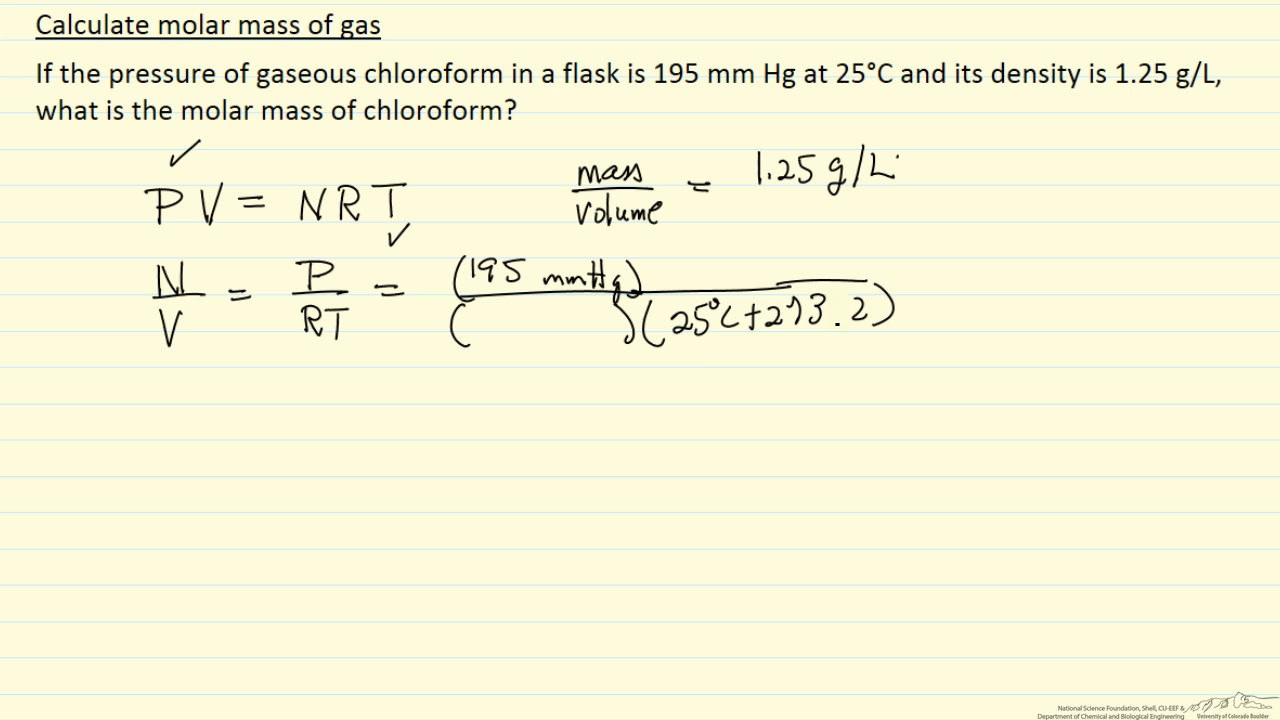 Calculate molar mass of gas
If the pressure of gaseous chloroform in a flask is 195 mm Hg at 25°C and its density is 1.25 g/L,
what is the molar mass of chloroform?
PV = NRT
mass / volume = 1.25 g/L
N/V = P/RT = (195 mmHg) / ( )(25°C+273.2)
National Science Foundation, Shell, CU-EEF &
Department of Chemical and Biological Engineering
University of Colorado Boulder